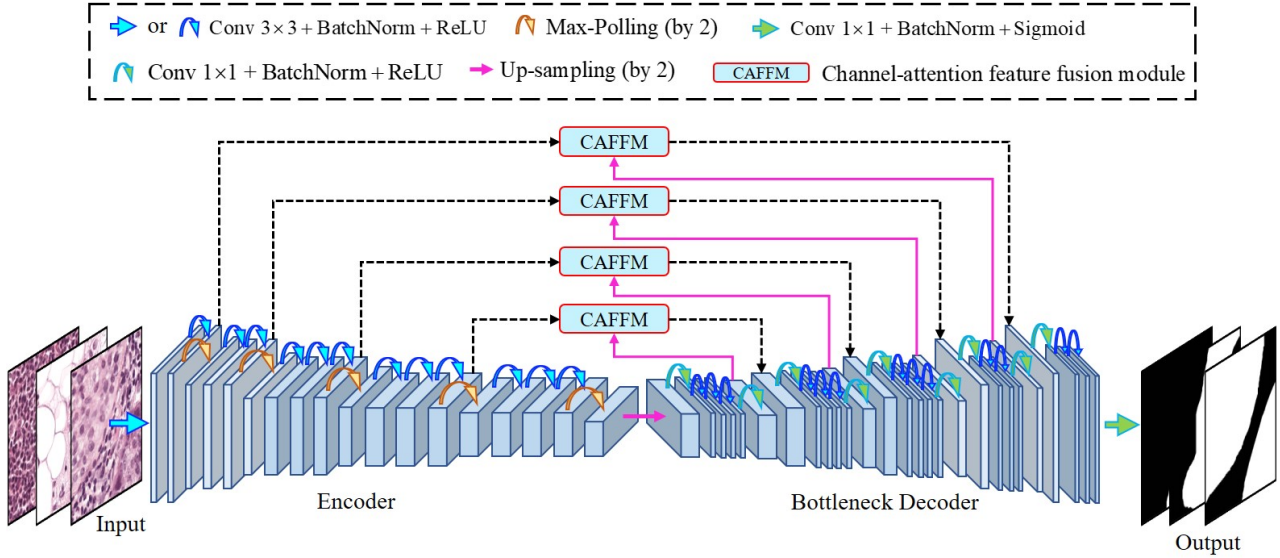 or Conv 3×3 + BatchNorm + ReLU Max-Polling (by 2) Conv 1×1 + BatchNorm + Sigmoid
Conv 1×1 + BatchNorm + ReLU Up-sampling (by 2) CAFFM Channel-attention feature fusion module
CAFFM
CAFFM
CAFFM
CAFFM
Encoder Bottleneck Decoder
Input Output